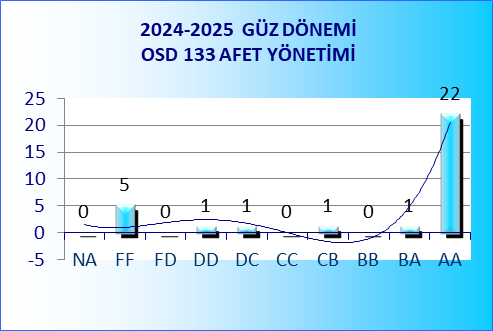 2024-2025 GÜZ DÖNEMİ
OSD 133 AFET YÖNETİMİ
25
20
15
10
5
0
-5
0 5 0 1 1 0 1 0 1 22
NA FF FD DD DC CC CB BB BA AA